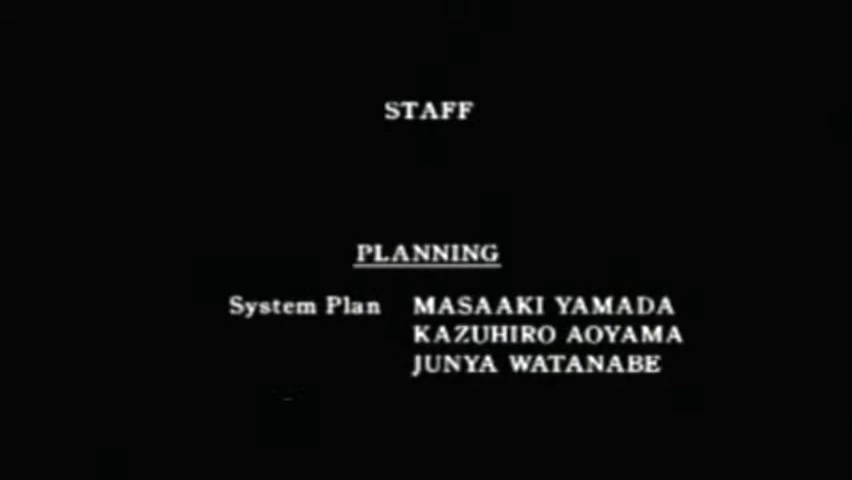 STAFF
PLANNING
System Plan MASAAKI YAMADA
KAZUHIRO AOYAMA
JUNYA WATANABE